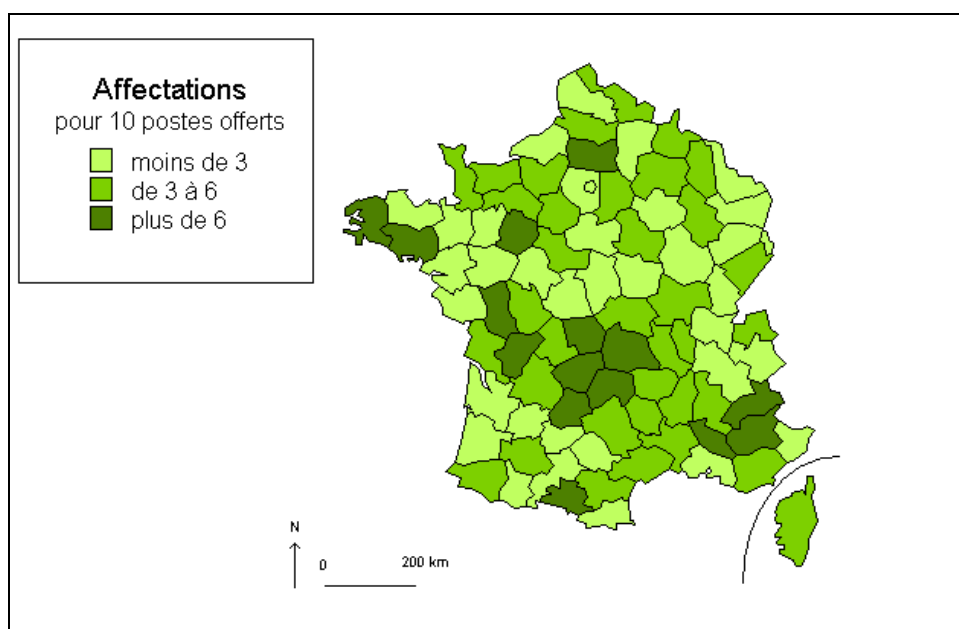 Affectations
pour 10 postes offerts
moins de 3
de 3 à 6
plus de 6
N
0 200 km